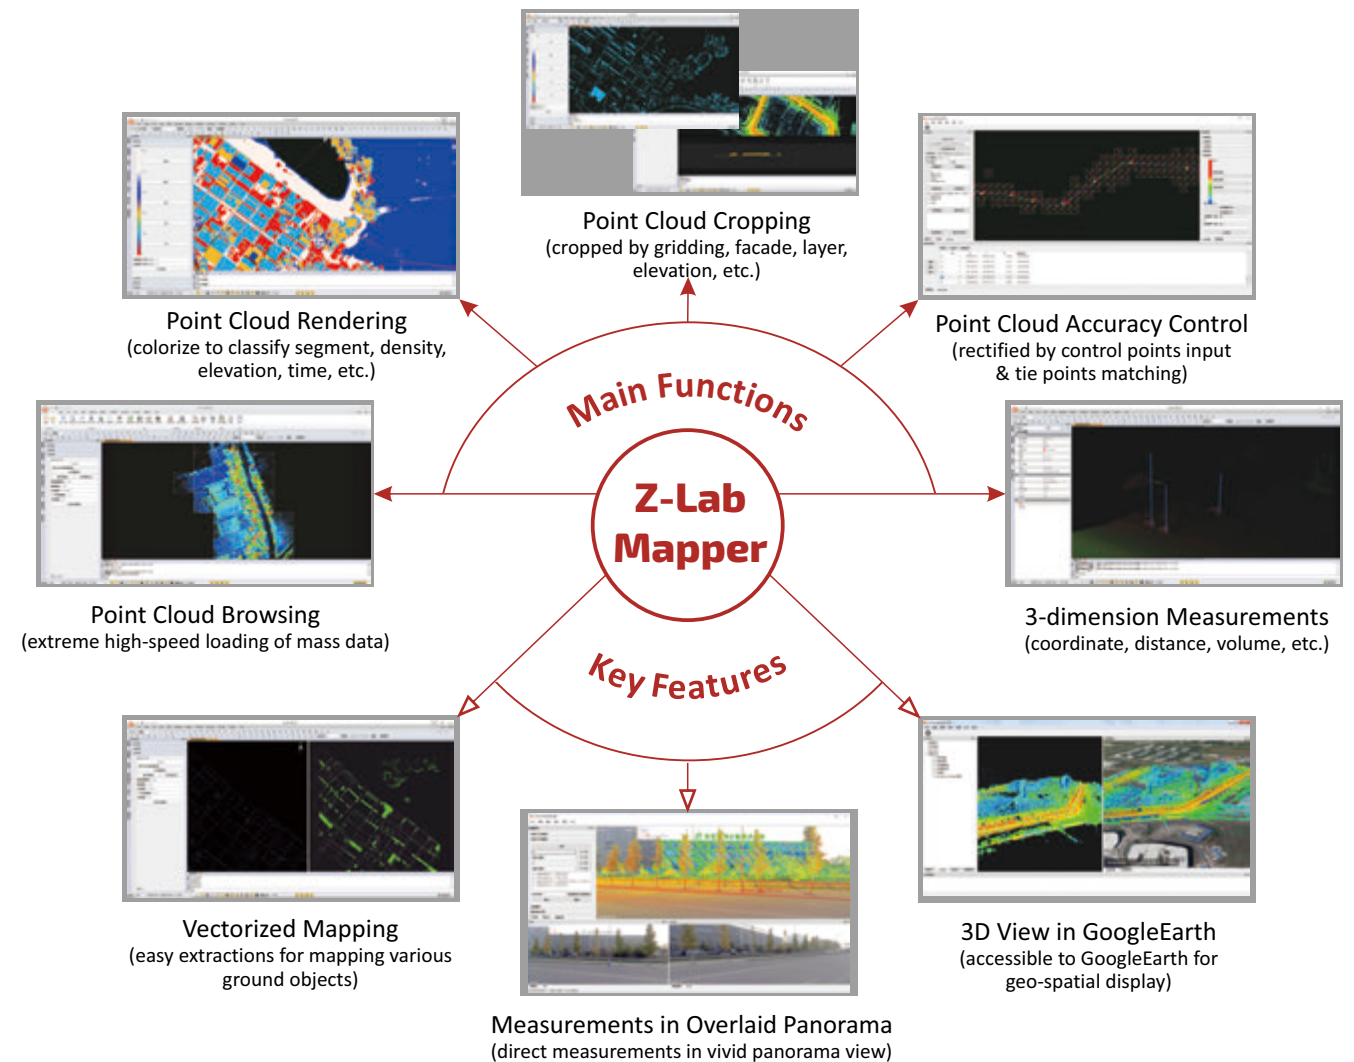 Point Cloud Cropping
(cropped by gridding, facade, layer,
elevation, etc.)
Point Cloud Rendering
(colorize to classify segment, density,
elevation, time, etc.)
Point Cloud Accuracy Control
(rectified by control points input
& tie points matching)
Main Functions
Z-Lab
Mapper
Point Cloud Browsing
(extreme high-speed loading of mass data)
3-dimension Measurements
(coordinate, distance, volume, etc.)
Key Features
Vectorized Mapping
(easy extractions for mapping various
ground objects)
3D View in GoogleEarth
(accessible to GoogleEarth for
geo-spatial display)
Measurements in Overlaid Panorama
(direct measurements in vivid panorama view)